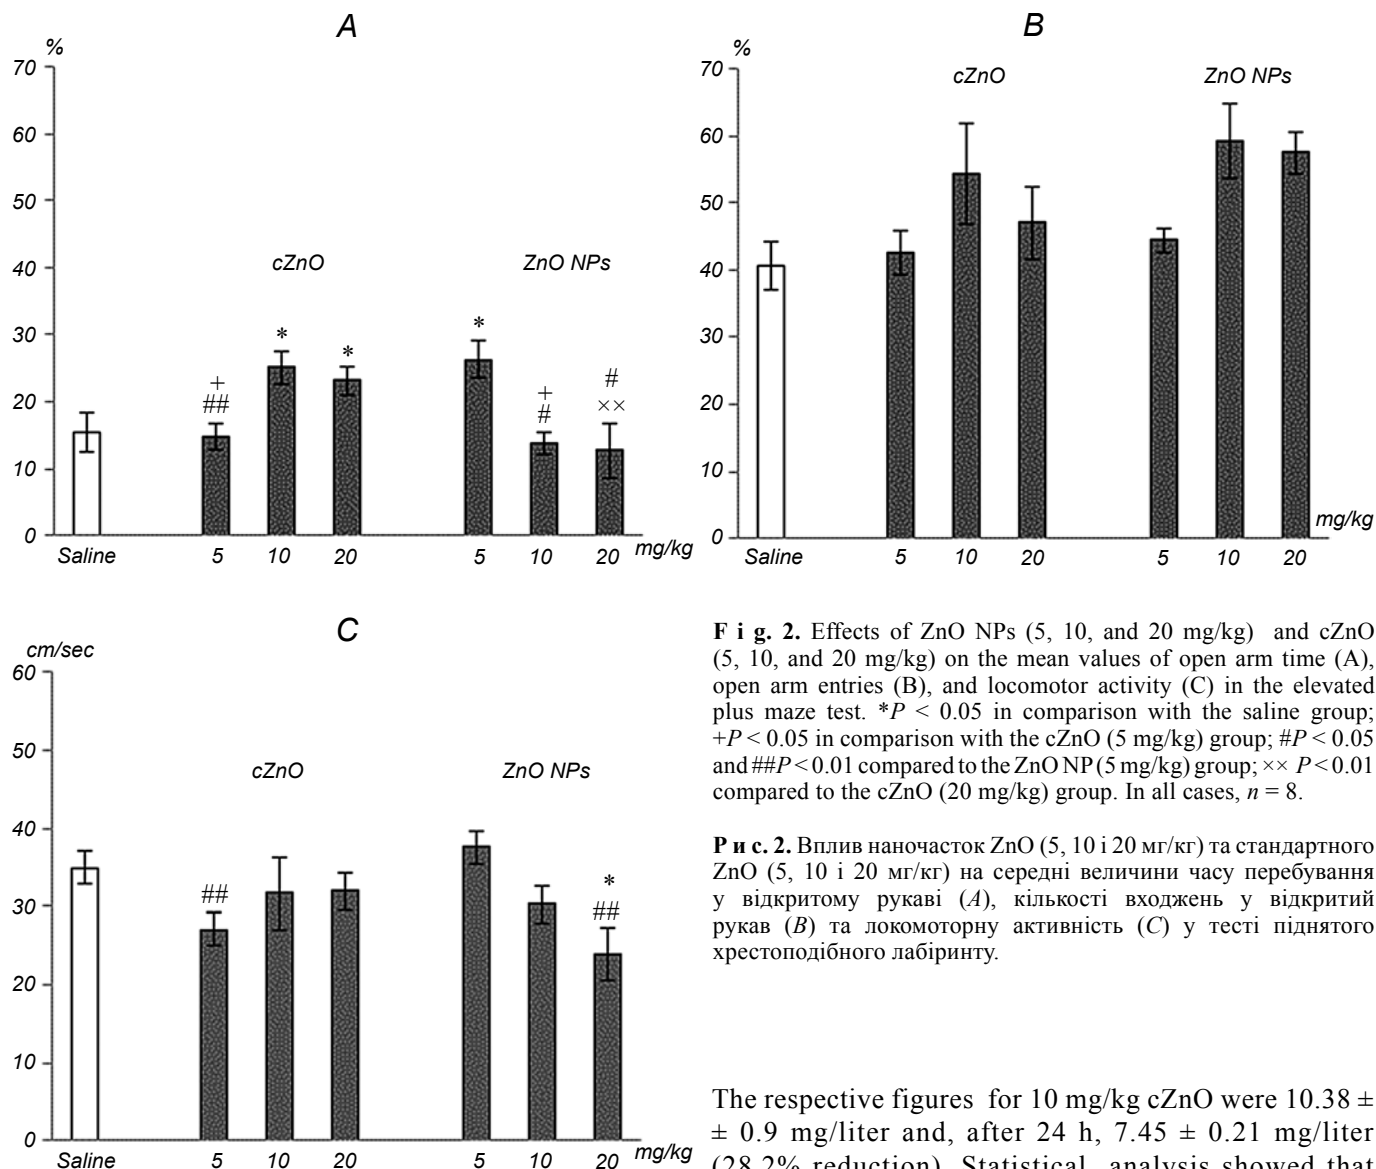 A
%
70
60
50
40
30
20
10
0
cZnO
ZnO NPs
+
##
*
*
*
+
#
#
××
Saline
5
10
20
5
10
20
mg/kg
B
%
70
60
50
40
30
20
10
0
cZnO
ZnO NPs
Saline
5
10
20
5
10
20
mg/kg
C
cm/sec
60
50
40
30
20
10
0
cZnO
ZnO NPs
##
*
##
Saline
5
10
20
5
10
20
mg/kg
F i g. 2. Effects of ZnO NPs (5, 10, and 20 mg/kg) and cZnO
(5, 10, and 20 mg/kg) on the mean values of open arm time (A),
open arm entries (B), and locomotor activity (C) in the elevated
plus maze test. *P < 0.05 in comparison with the saline group;
+P < 0.05 in comparison with the cZnO (5 mg/kg) group; #P < 0.05
and ##P < 0.01 compared to the ZnO NP (5 mg/kg) group; ×× P < 0.01
compared to the cZnO (20 mg/kg) group. In all cases, n = 8.
Р и с. 2. Вплив наночасток ZnO (5, 10 і 20 мг/кг) та стандартного
ZnO (5, 10 і 20 мг/кг) на середні величини часу перебування
у відкритому рукаві (A), кількості входжень у відкритий
рукав (B) та локомоторну активність (C) у тесті піднятого
хрестоподібного лабіринту.
The respective figures for 10 mg/kg cZnO were 10.38 ±
± 0.9 mg/liter and, after 24 h, 7.45 ± 0.21 mg/liter
(28.2% reduction). Statistical analysis showed that